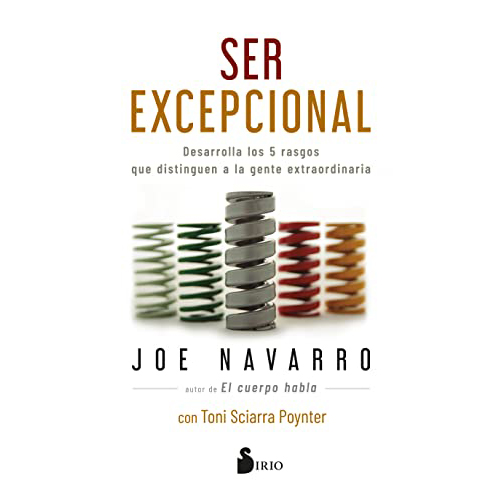 SER
EXCEPCIONAL
Desarrolla los 5 rasgos
que distinguen a la gente extraordinaria
JOE NAVARRO
autor de El cuerpo habla
con Toni Sciarra Poynter
SIRIO